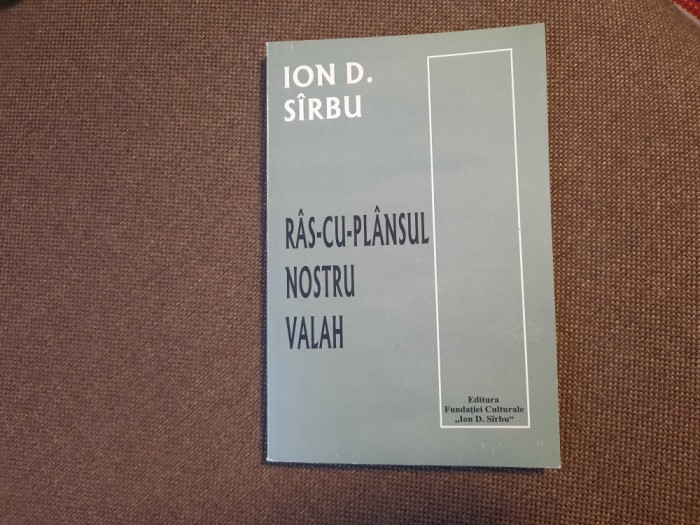 ION D.
SÎRBU
RÂS-CU-PLÂNSUL
NOSTRU
VALAH
Editura
Fundației Culturale
„Ion D. Sîrbu“